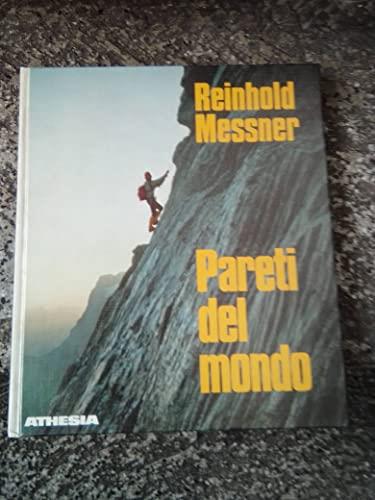 Reinhold
Messner
Pareti
del
mondo
ATHESIA